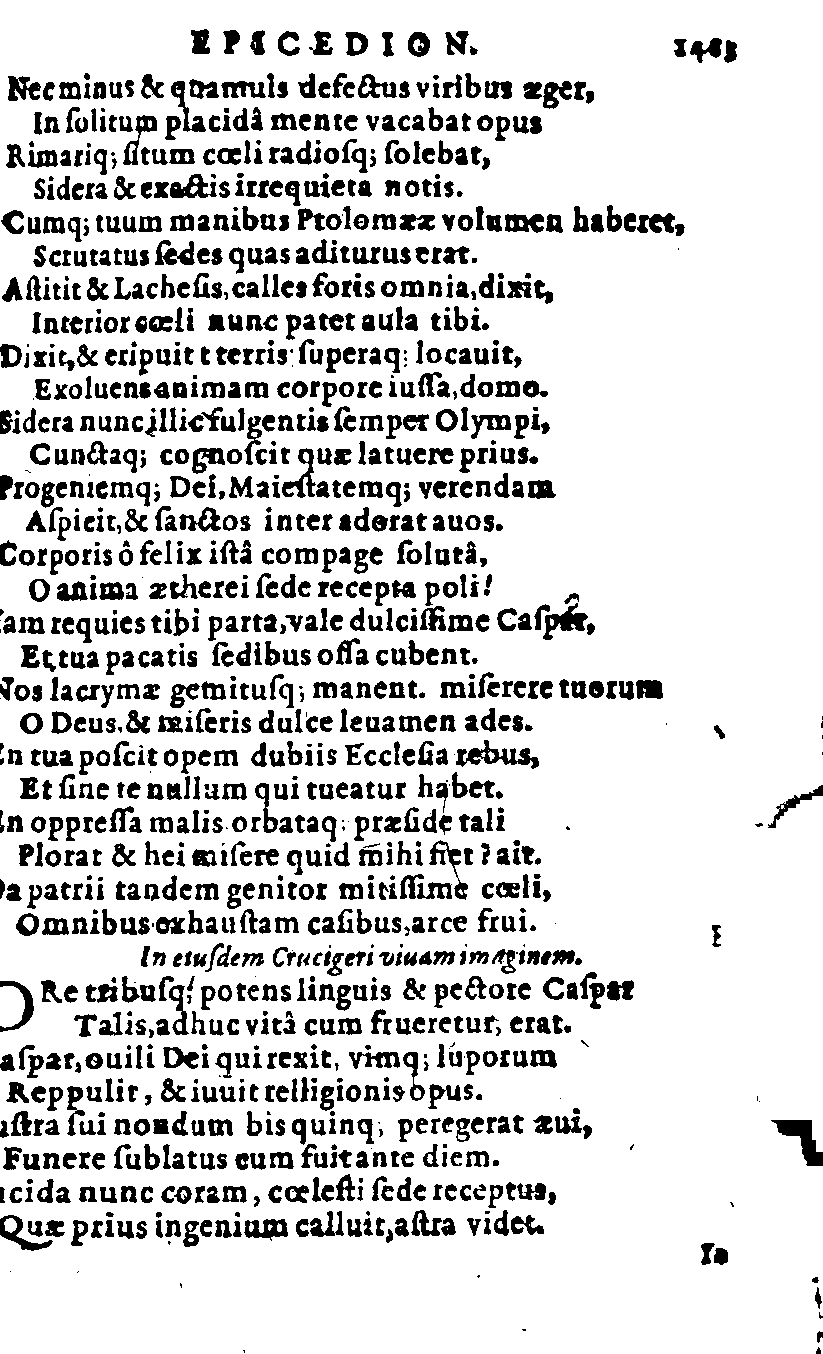 EPICEDION. 1463
Nec minus & quamuis defectus viribus æger,
In ſolitum placidâ mente vacabat opus
Rimariq; ſitum cœli radioſq; ſolebat,
Sidera & exactis irrequieta notis.
Cumq; tuum manibus Ptolomææ volumen haberet,
Scrutatus ſedes quas aditurus erat.
Aſtitit & Lacheſis, calles foris omnia, dixit,
Interior cœli nunc patet aula tibi.
Dixit, & eripuit t terris ſuperaq; locauit,
Exoluens animam corpore iuſſa, domo.
Sidera nunc illic fulgentis ſemper Olympi,
Cunctaq; cognoſcit quæ latuere prius.
Progeniemq; Dei, Maieſtatemq; verendam
Aſpicit, & ſanctos inter adorat auos.
Corporis ô felix iſtâ compage ſolutâ,
O anima ætherei ſede recepta poli!
am requies tibi parta, vale dulciſſime Caſper,
Et tua pacatis ſedibus oſſa cubent.
Nos lacrymæ gemituſq; manent. miſerere tuorum
O Deus, & miſeris dulce leuamen ades.
En tua poſcit opem dubiis Eccleſia rebus,
Et ſine te nullum qui tueatur habet.
En oppreſſa malis orbataq; præſide tali
Plorat & hei miſere quid mihi fiet? ait.
Da patrii tandem genitor mitiſſime cœli,
Omnibus exhauſtam caſibus, arce frui.
In eiuſdem Crucigeri viuam imaginem.
ORe tribuſq; potens linguis & pectore Caſpar
Talis, adhuc vitâ cum frueretur, erat.
aſpar, ouili Dei qui rexit, vimq; luporum
Reppulit, & iuuit relligionis opus.
uſtra ſui nondum bis quinq; peregerat æui,
Funere ſublatus cum fuit ante diem.
ucida nunc coram, cœleſti ſede receptus,
Quæ prius ingenium calluit, aſtra videt.
In